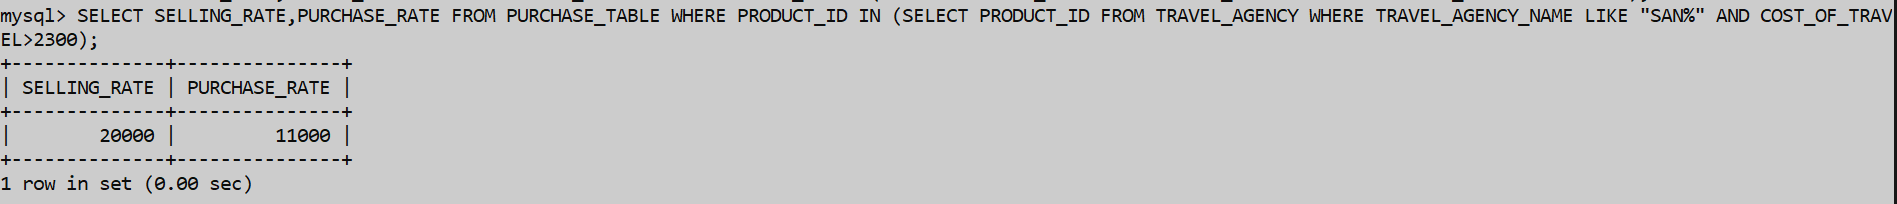 mysql> SELECT SELLING_RATE,PURCHASE_RATE FROM PURCHASE_TABLE WHERE PRODUCT_ID IN (SELECT PRODUCT_ID FROM TRAVEL_AGENCY WHERE TRAVEL_AGENCY_NAME LIKE "SAN%" AND COST_OF_TRAV
EL>2300);
+--------------+---------------+
| SELLING_RATE | PURCHASE_RATE |
+--------------+---------------+
|        20000 |         11000 |
+--------------+---------------+
1 row in set (0.00 sec)